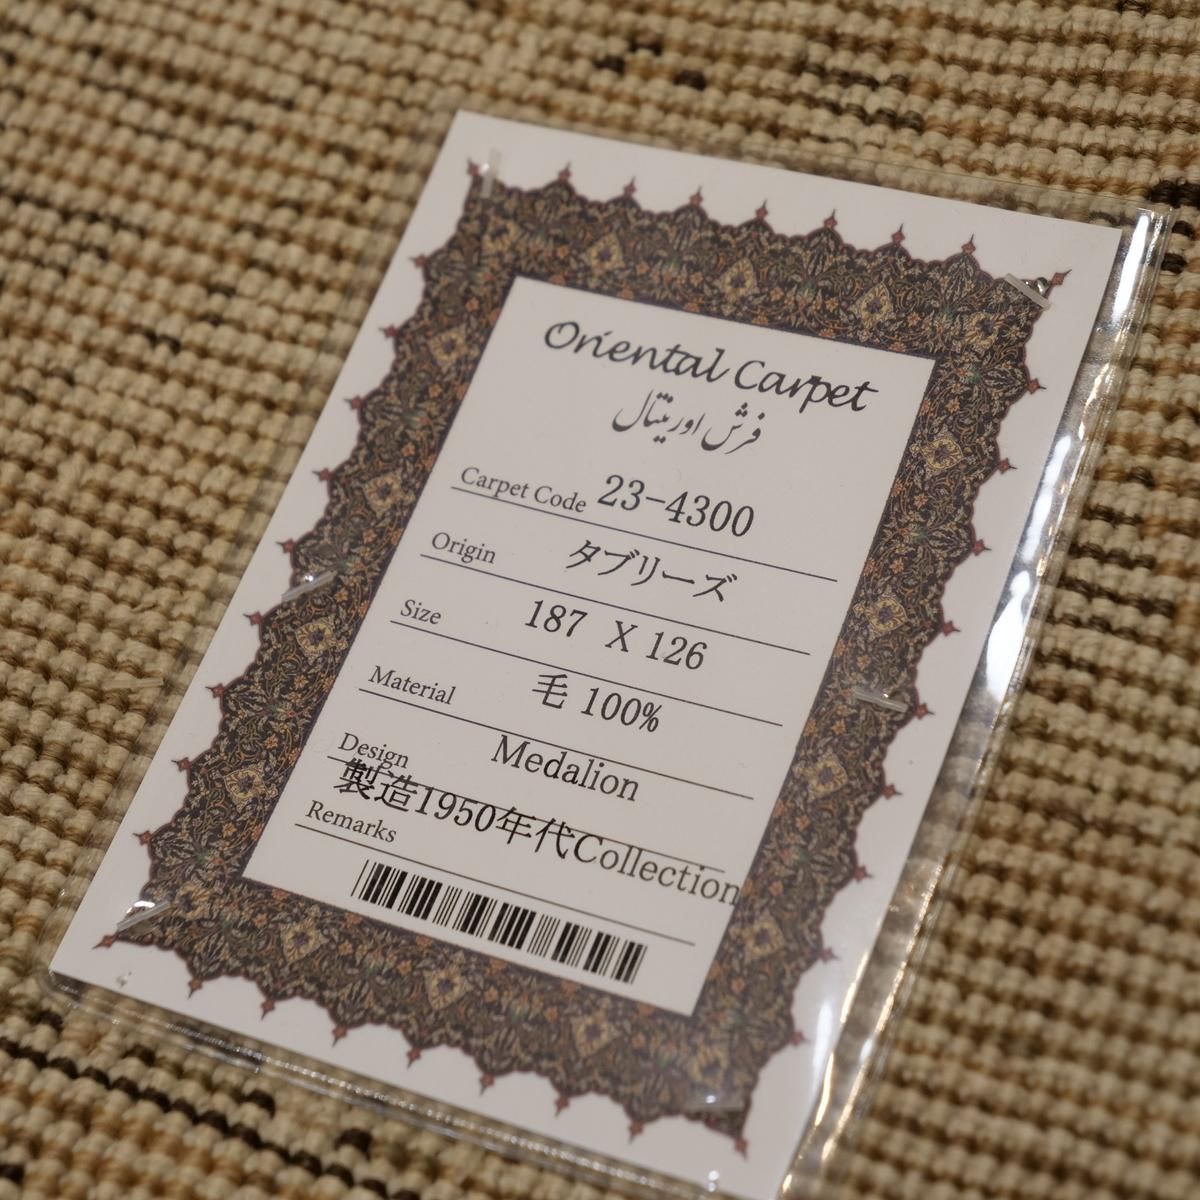 Oriental Carpet
فرش اورینتال
Carpet Code 23-4300
Origin タブリーズ
Size 187 X 126
Material 毛 100%
Design Medalion
製造1950年代Collection
Remarks